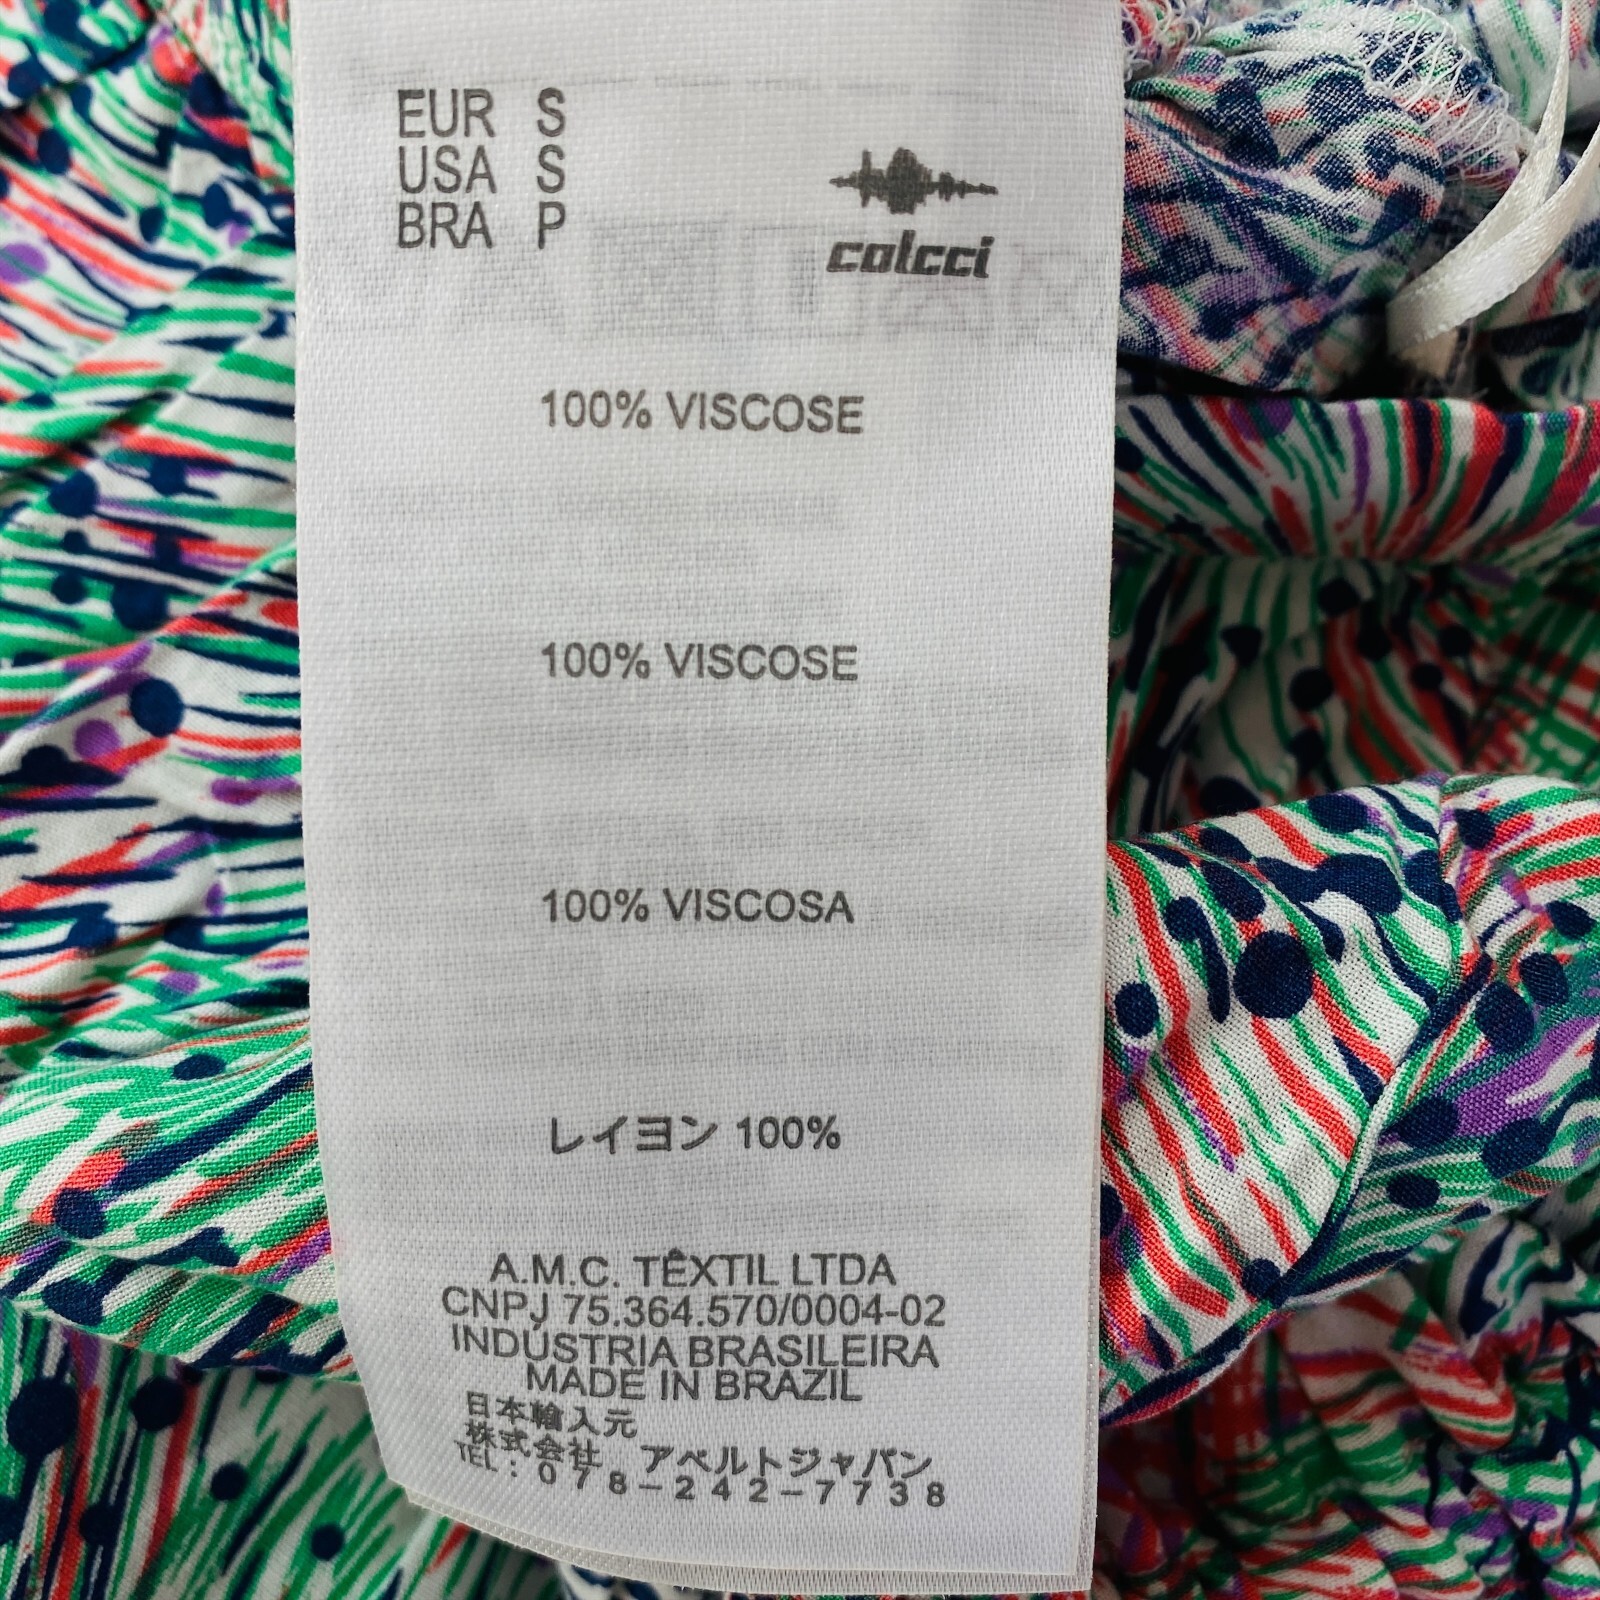 EUR S
USA S
BRA P
colcci
100% VISCOSE
100% VISCOSE
100% VISCOSA
レイヨン 100%
A.M.C. TÊXTIL LTDA
CNPJ 75.364.570/0004-02
INDÚSTRIA BRASILEIRA
MADE IN BRAZIL
日本輸入元
株式会社 アペルトジャパン
TEL:078-242-7738